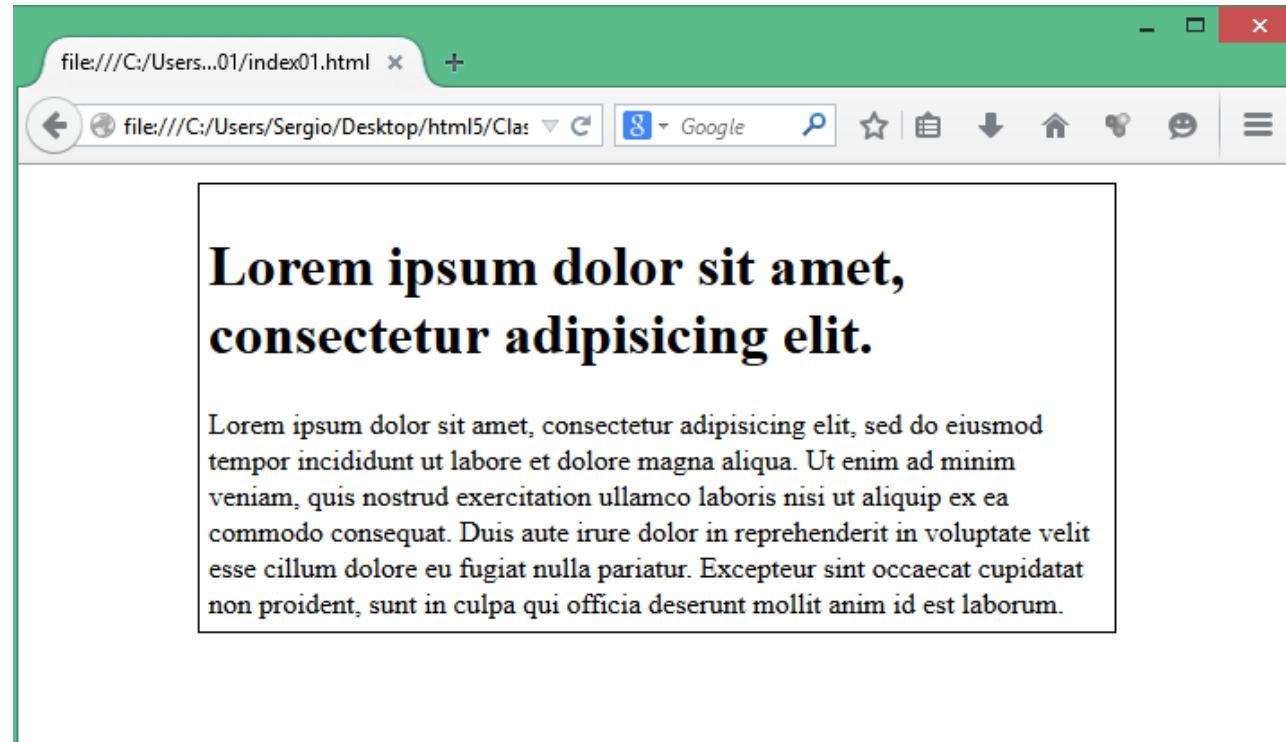 file:///C:/Users...01/index01.html
file:///C:/Users/Sergio/Desktop/html5/Clas
8 Google
Lorem ipsum dolor sit amet,
consectetur adipisicing elit.
Lorem ipsum dolor sit amet, consectetur adipisicing elit, sed do eiusmod
tempor incididunt ut labore et dolore magna aliqua. Ut enim ad minim
veniam, quis nostrud exercitation ullamco laboris nisi ut aliquip ex ea
commodo consequat. Duis aute irure dolor in reprehenderit in voluptate velit
esse cillum dolore eu fugiat nulla pariatur. Excepteur sint occaecat cupidatat
non proident, sunt in culpa qui officia deserunt mollit anim id est laborum.